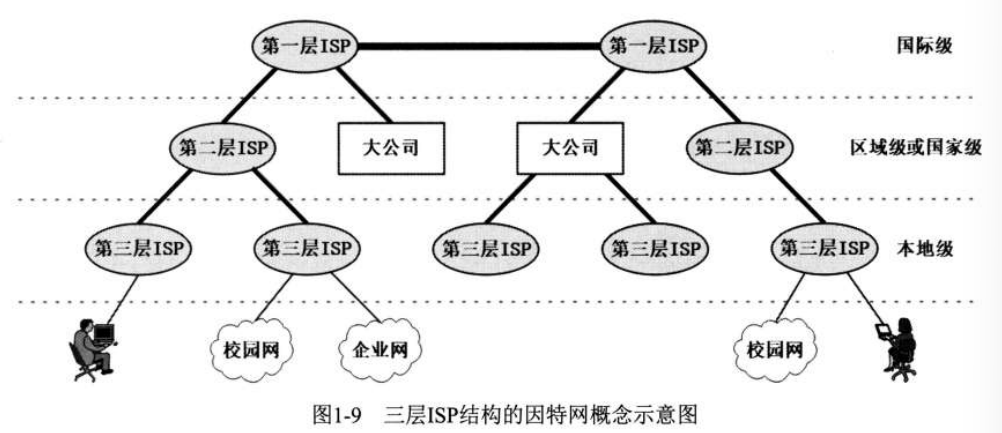 第一层ISP 第一层ISP 国际级
第二层ISP 大公司 大公司 第二层ISP 区域级或国家级
第三层ISP 第三层ISP 第三层ISP 第三层ISP 第三层ISP 本地级
校园网 企业网 校园网
图1-9 三层ISP结构的因特网概念示意图